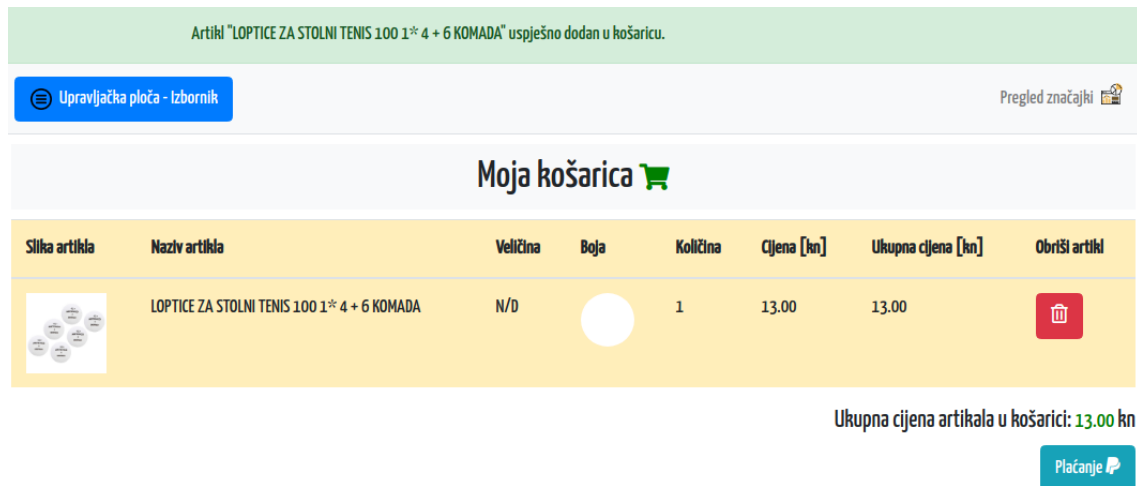 Artikl "LOPTICE ZA STOLNI TENIS 100 1* 4 + 6 KOMADA" uspješno dodan u košaricu.
Upravljačka ploča - Izbornik
Pregled značajki
Moja košarica
Slika artikla Naziv artikla Veličina Boja Količina Cijena [kn] Ukupna cijena [kn] Obriši artikl
LOPTICE ZA STOLNI TENIS 100 1* 4 + 6 KOMADA N/D 1 13.00 13.00
Ukupna cijena artikala u košarici: 13.00 kn
Plaćanje